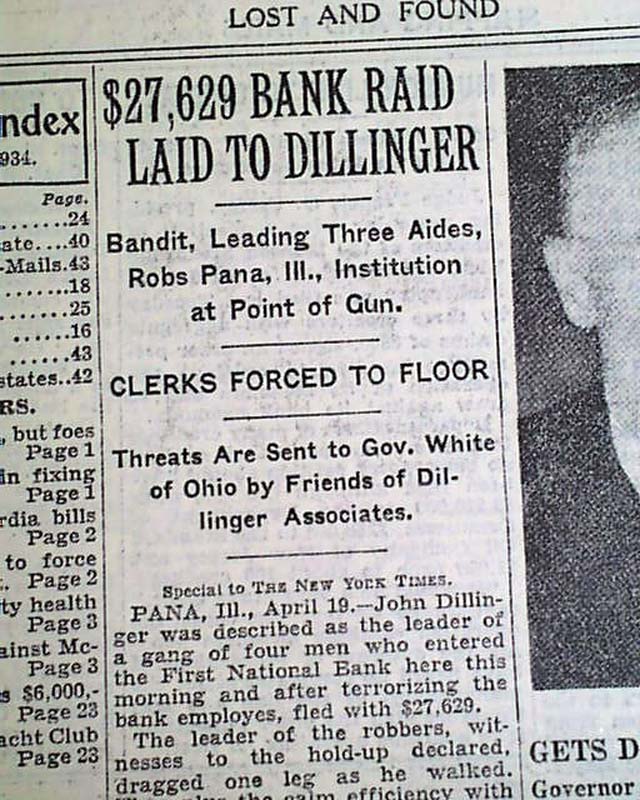 LOST AND FOUND
ndex
934.
Page.
.......24
ate....40
-Mails.43
.......18
.......25
.......16
.......43
states..42
RS.
, but foes
Page 1
in fixing
Page 1
rdia bills
Page 2
to force
Page 2
ty health
Page 3
ainst Mc-
Page 3
s $6,000,-
Page 23
acht Club
Page 23
$27,629 BANK RAID
LAID TO DILLINGER
Bandit, Leading Three Aides,
Robs Pana, Ill., Institution
at Point of Gun.
CLERKS FORCED TO FLOOR
Threats Are Sent to Gov. White
of Ohio by Friends of Dil-
linger Associates.
Special to THE NEW YORK TIMES.
PANA, Ill., April 19.—John Dillin-
ger was described as the leader of
a gang of four men who entered
the First National Bank here this
morning and after terrorizing the
bank employes, fled with $27,629.
The leader of the robbers, wit-
nesses to the hold-up declared,
dragged one leg as he walked.
the calm efficiency with
GETS D
Governor